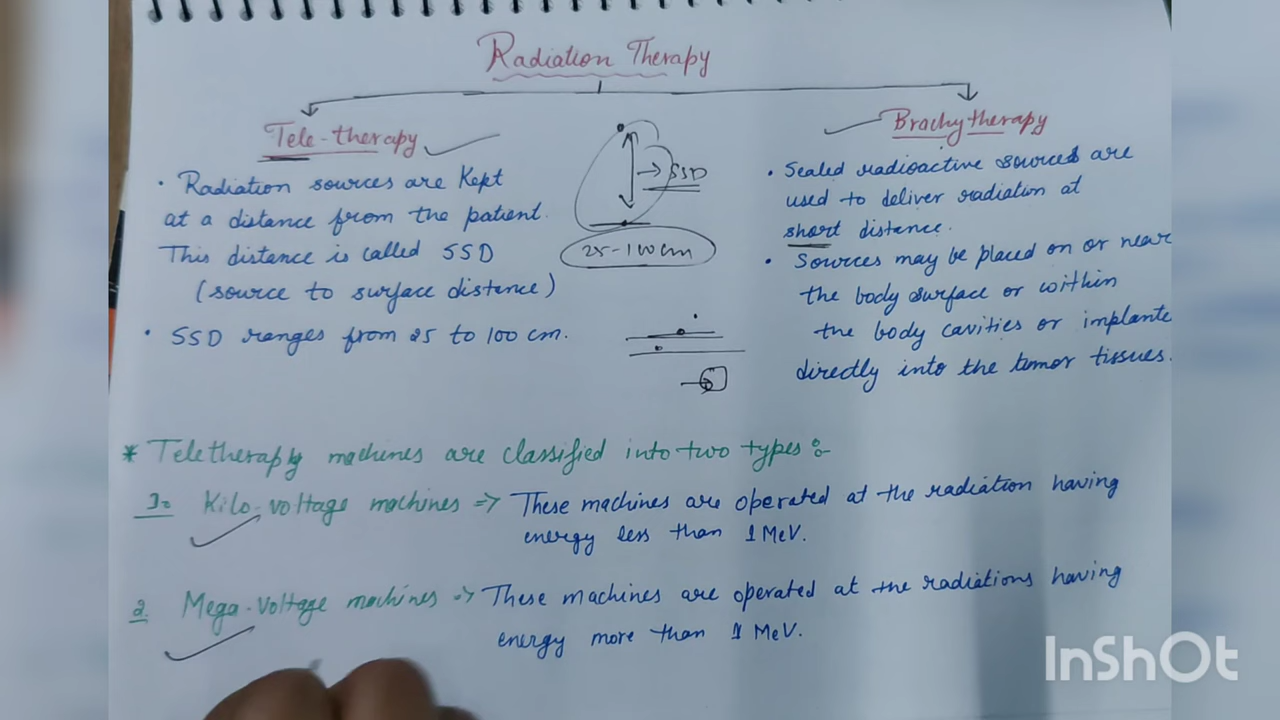 Radiation Therapy
Tele-therapy
· Radiation sources are Kept
at a distance from the patient.
This distance is called SSD
(source to surface distance)
· SSD ranges from 25 to 100 cm.
SSD
25-100cm
Brachytherapy
· Sealed radioactive sources are
used to deliver radiation at
short distance.
· Sources may be placed on or near
the body surface or within
the body cavities or implante
directly into the tumor tissues.
* Teletherapy machines are classified into two types :-
1: Kilo-voltage machines => These machines are operated at the radiation having
energy less than 1 MeV.
2 Mega-voltage machines => These machines are operated at the radiations having
energy more than 1 MeV.
InShOt